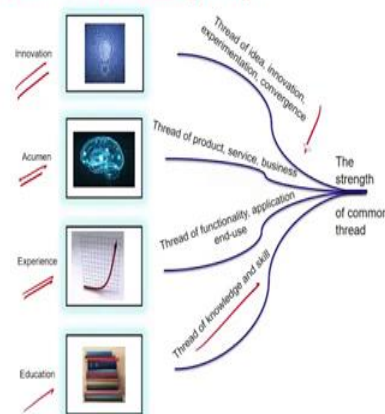 Innovation
Thread of idea, innovation,
experimentation, convergence
Acumen
Thread of product, service, business
The
strength
of common
thread
Thread of functionality, application
end-use
Experience
Thread of knowledge and skill
Education